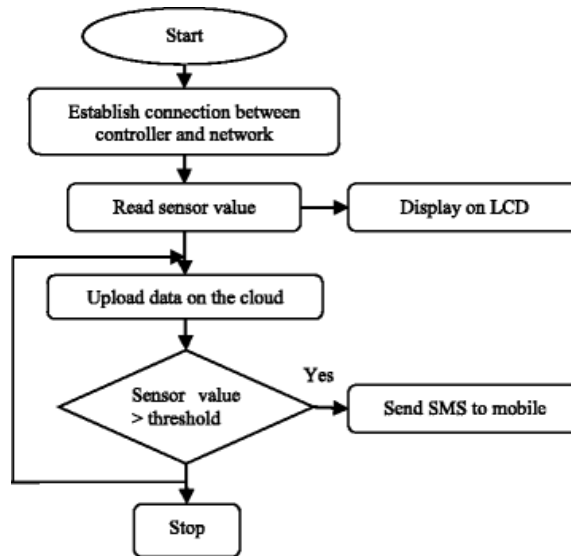 Start
Establish connection between
controller and network
Read sensor value
Display on LCD
Upload data on the cloud
Sensor value
> threshold
Yes
Send SMS to mobile
Stop